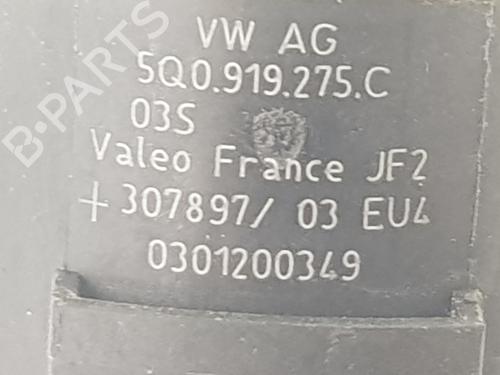 VW AG
5Q0.919.275.C
03S
Valeo France JF2
+307897/ 03 EU4
0301200349
B-PARTS